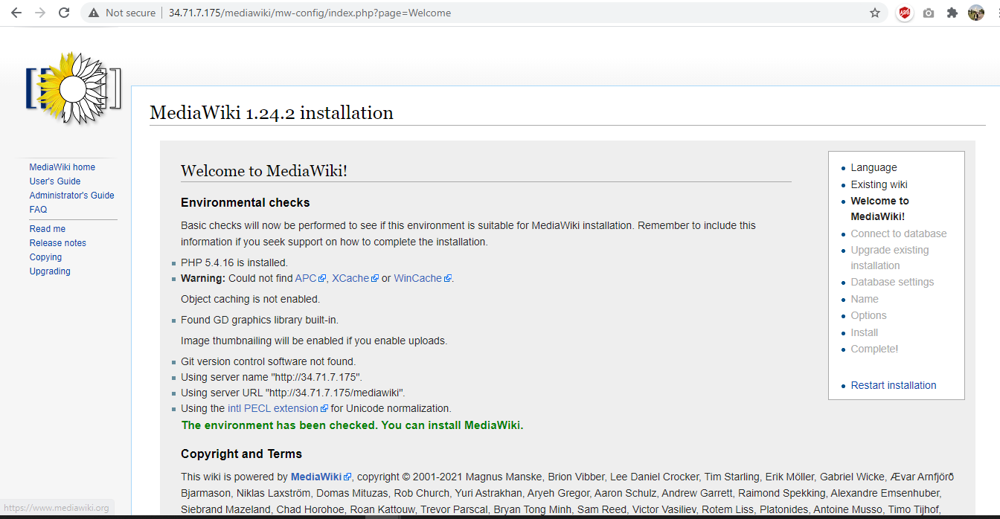 Not secure
34.71.7.175/mediawiki/mw-config/index.php?page=Welcome
ABP
MediaWiki 1.24.2 installation
MediaWiki home
User's Guide
Administrator's Guide
FAQ
Read me
Release notes
Copying
Upgrading
Welcome to MediaWiki!
Environmental checks
Basic checks will now be performed to see if this environment is suitable for MediaWiki installation. Remember to include this
information if you seek support on how to complete the installation.
PHP 5.4.16 is installed.
Warning: Could not find APC, XCache or WinCache.
Object caching is not enabled.
Found GD graphics library built-in.
Image thumbnailing will be enabled if you enable uploads.
Git version control software not found.
Using server name "http://34.71.7.175".
Using server URL "http://34.71.7.175/mediawiki".
Using the intl PECL extension for Unicode normalization.
The environment has been checked. You can install MediaWiki.
Copyright and Terms
This wiki is powered by MediaWiki, copyright © 2001-2021 Magnus Manske, Brion Vibber, Lee Daniel Crocker, Tim Starling, Erik Möller, Gabriel Wicke, Ævar Arnfjörð
Bjarmason, Niklas Laxström, Domas Mituzas, Rob Church, Yuri Astrakhan, Aryeh Gregor, Aaron Schulz, Andrew Garrett, Raimond Spekking, Alexandre Emsenhuber,
Siebrand Mazeland, Chad Horohoe, Roan Kattouw, Trevor Parscal, Bryan Tong Minh, Sam Reed, Victor Vasiliev, Rotem Liss, Platonides, Antoine Musso, Timo Tijhof,
Language
Existing wiki
Welcome to
MediaWiki!
Connect to database
Upgrade existing
installation
Database settings
Name
Options
Install
Complete!
Restart installation
https://www.mediawiki.org